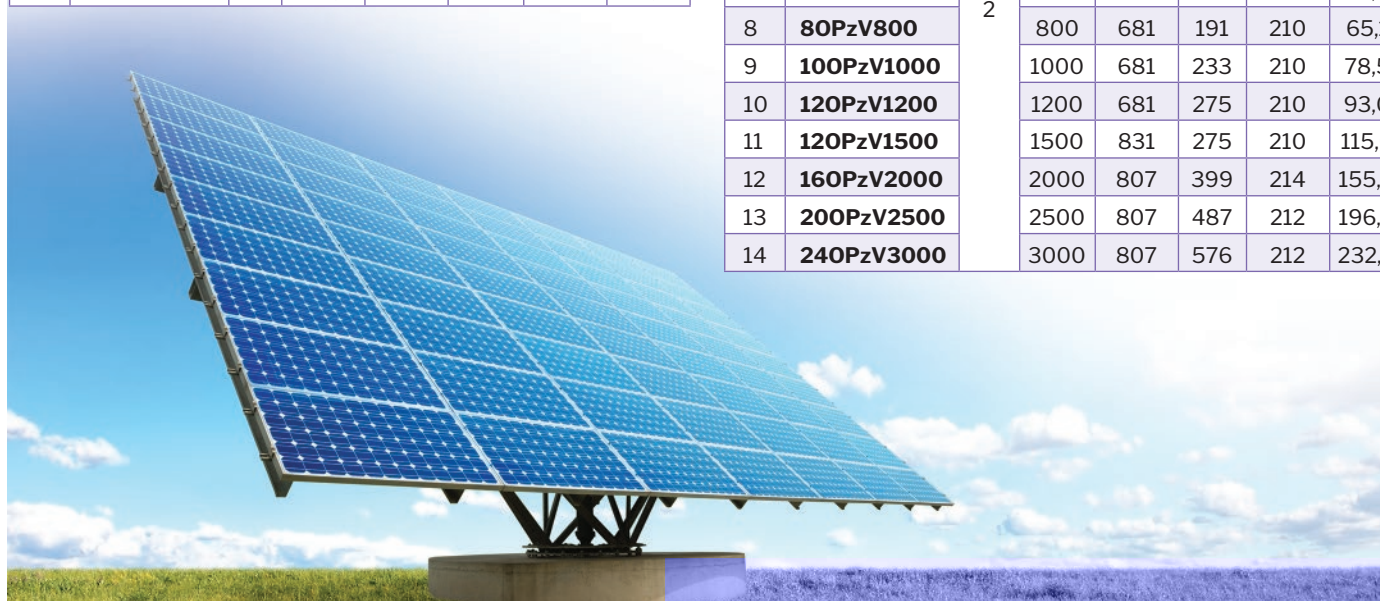 2
8 8OPzV800 800 681 191 210
9 10OPzV1000 1000 681 233 210
10 12OPzV1200 1200 681 275 210
11 12OPzV1500 1500 831 275 210
12 16OPzV2000 2000 807 399 214
13 20OPzV2500 2500 807 487 212
14 24OPzV3000 3000 807 576 212